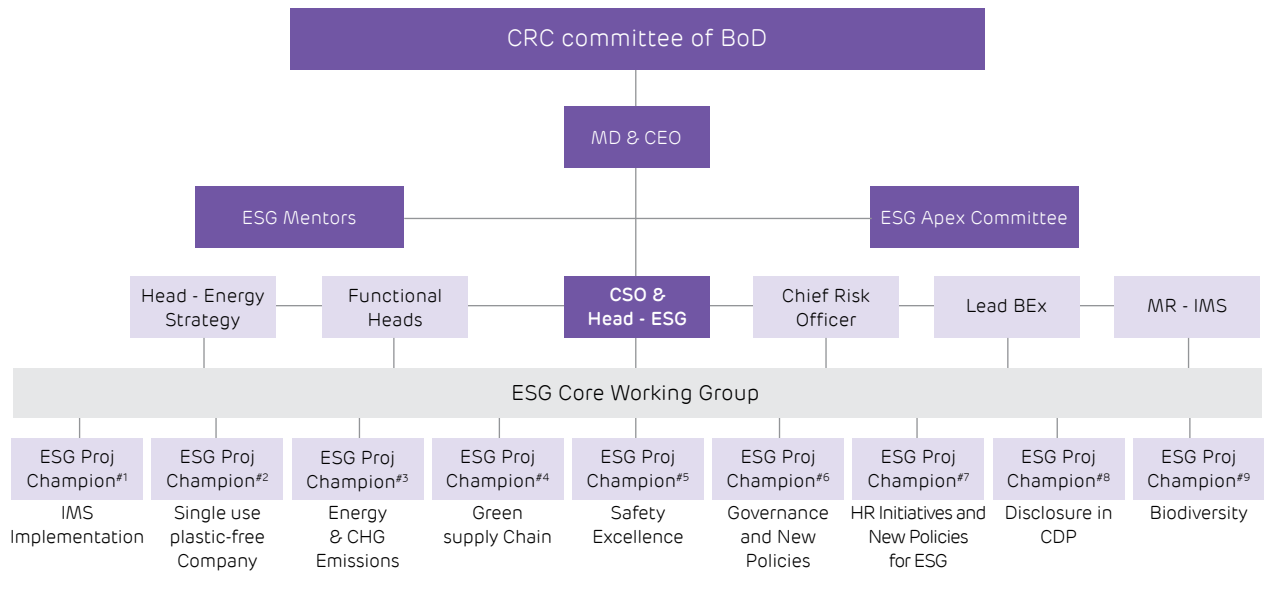 CRC committee of BoD
MD & CEO
ESG Mentors
ESG Apex Committee
Head - Energy
Strategy
Functional
Heads
CSO &
Head - ESG
Chief Risk
Officer
Lead BEx
MR - IMS
ESG Core Working Group
ESG Proj
Champion#1
IMS
Implementation
ESG Proj
Champion#2
Single use
plastic-free
Company
ESG Proj
Champion#3
Energy
& CHG
Emissions
ESG Proj
Champion#4
Green
supply Chain
ESG Proj
Champion#5
Safety
Excellence
ESG Proj
Champion#6
Governance
and New
Policies
ESG Proj
Champion#7
HR Initiatives and
New Policies
for ESG
ESG Proj
Champion#8
Disclosure in
CDP
ESG Proj
Champion#9
Biodiversity